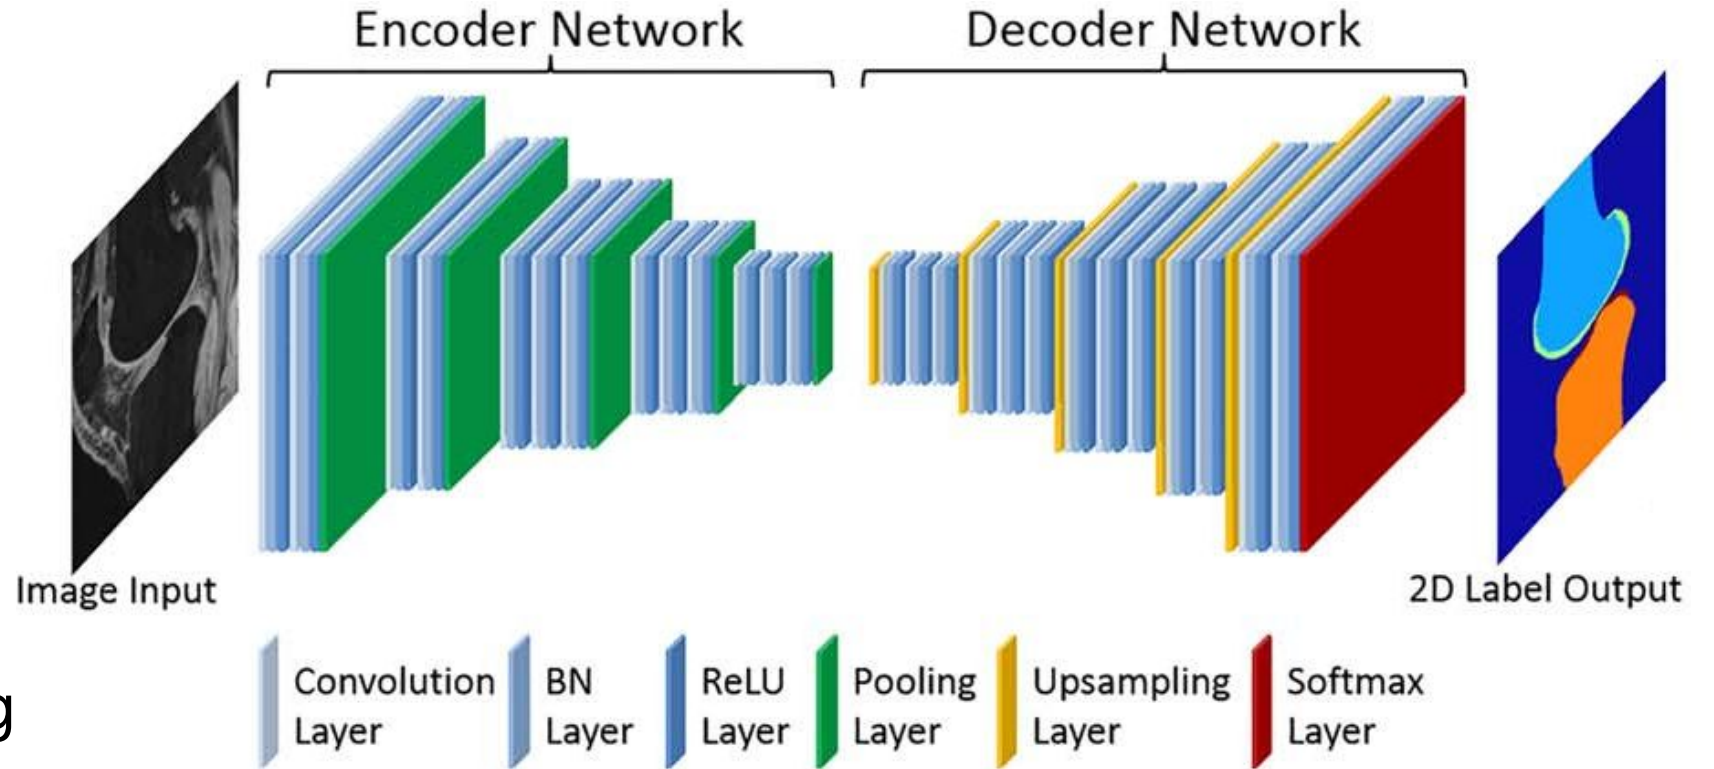 Encoder Network
Decoder Network
Image Input
2D Label Output
Convolution Layer
BN Layer
ReLU Layer
Pooling Layer
Upsampling Layer
Softmax Layer
g